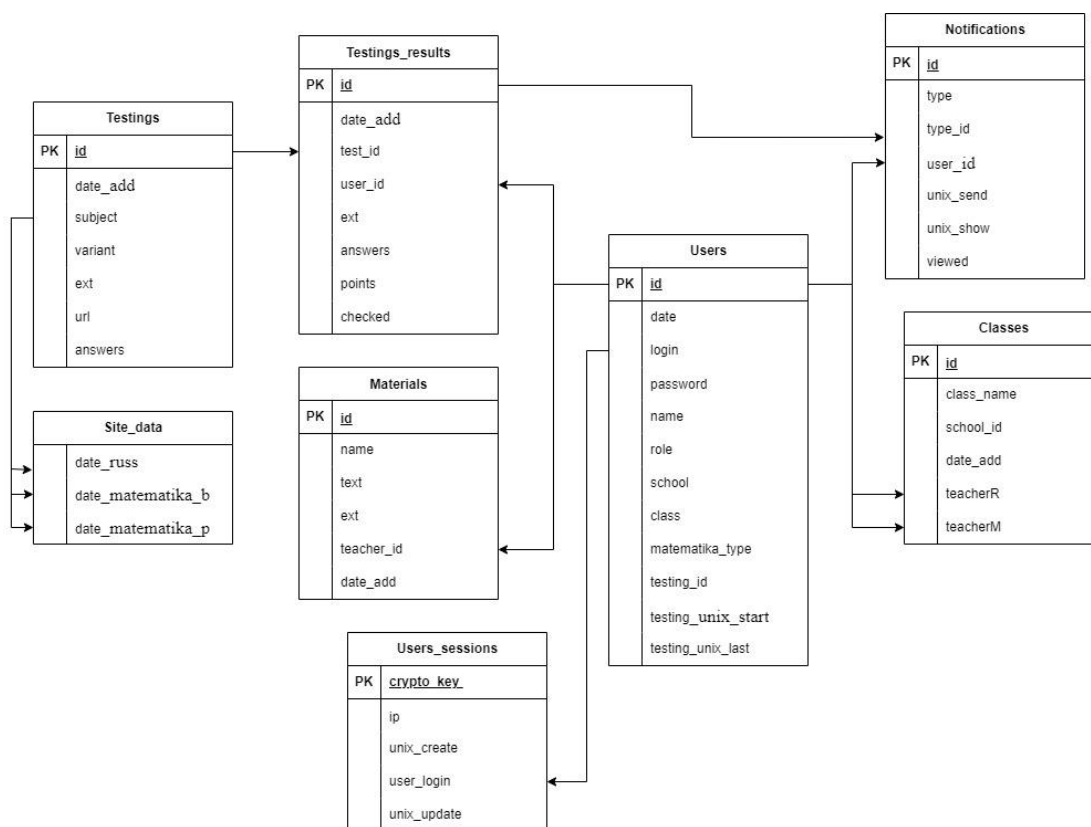 Testings
PK id
date_add
subject
variant
ext
url
answers
Site_data
date_russ
date_matematika_b
date_matematika_p
Testings_results
PK id
date_add
test_id
user_id
ext
answers
points
checked
Materials
PK id
name
text
ext
teacher_id
date_add
Users_sessions
PK crypto_key
ip
unix_create
user_login
unix_update
Users
PK id
date
login
password
name
role
school
class
matematika_type
testing_id
testing_unix_start
testing_unix_last
Notifications
PK id
type
type_id
user_id
unix_send
unix_show
viewed
Classes
PK id
class_name
school_id
date_add
teacherR
teacherM